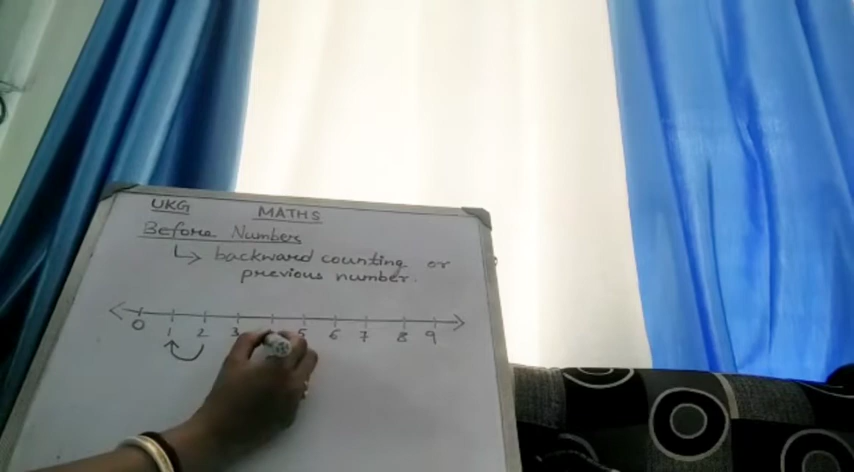 UKG MATHS
Before Numbers
backward counting or
previous number.
0 1 2 3 5 6 7 8 9